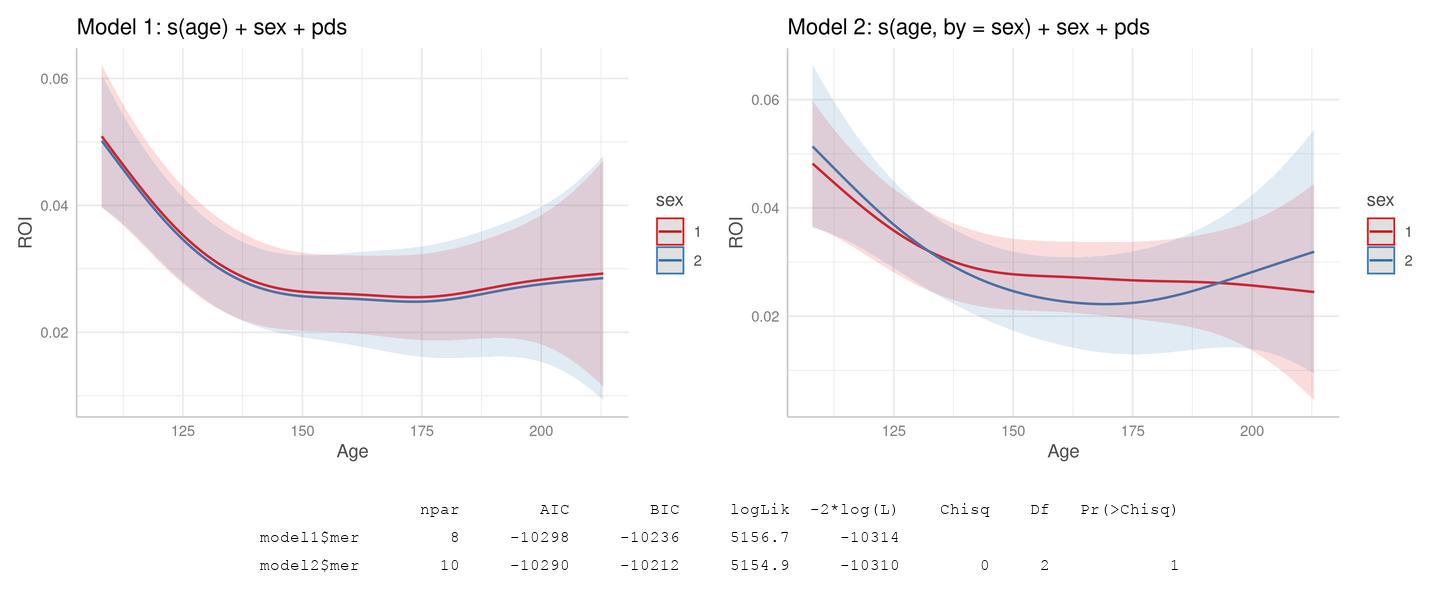 Model 1: s(age) + sex + pds
0.06
0.04
0.02
ROI
125 150 175 200
Age
sex
1
2
Model 2: s(age, by = sex) + sex + pds
0.06
0.04
0.02
ROI
125 150 175 200
Age
sex
1
2
npar AIC BIC logLik -2*log(L) Chisq Df Pr(>Chisq)
model1$mer 8 -10298 -10236 5156.7 -10314
model2$mer 10 -10290 -10212 5154.9 -10310 0 2 1